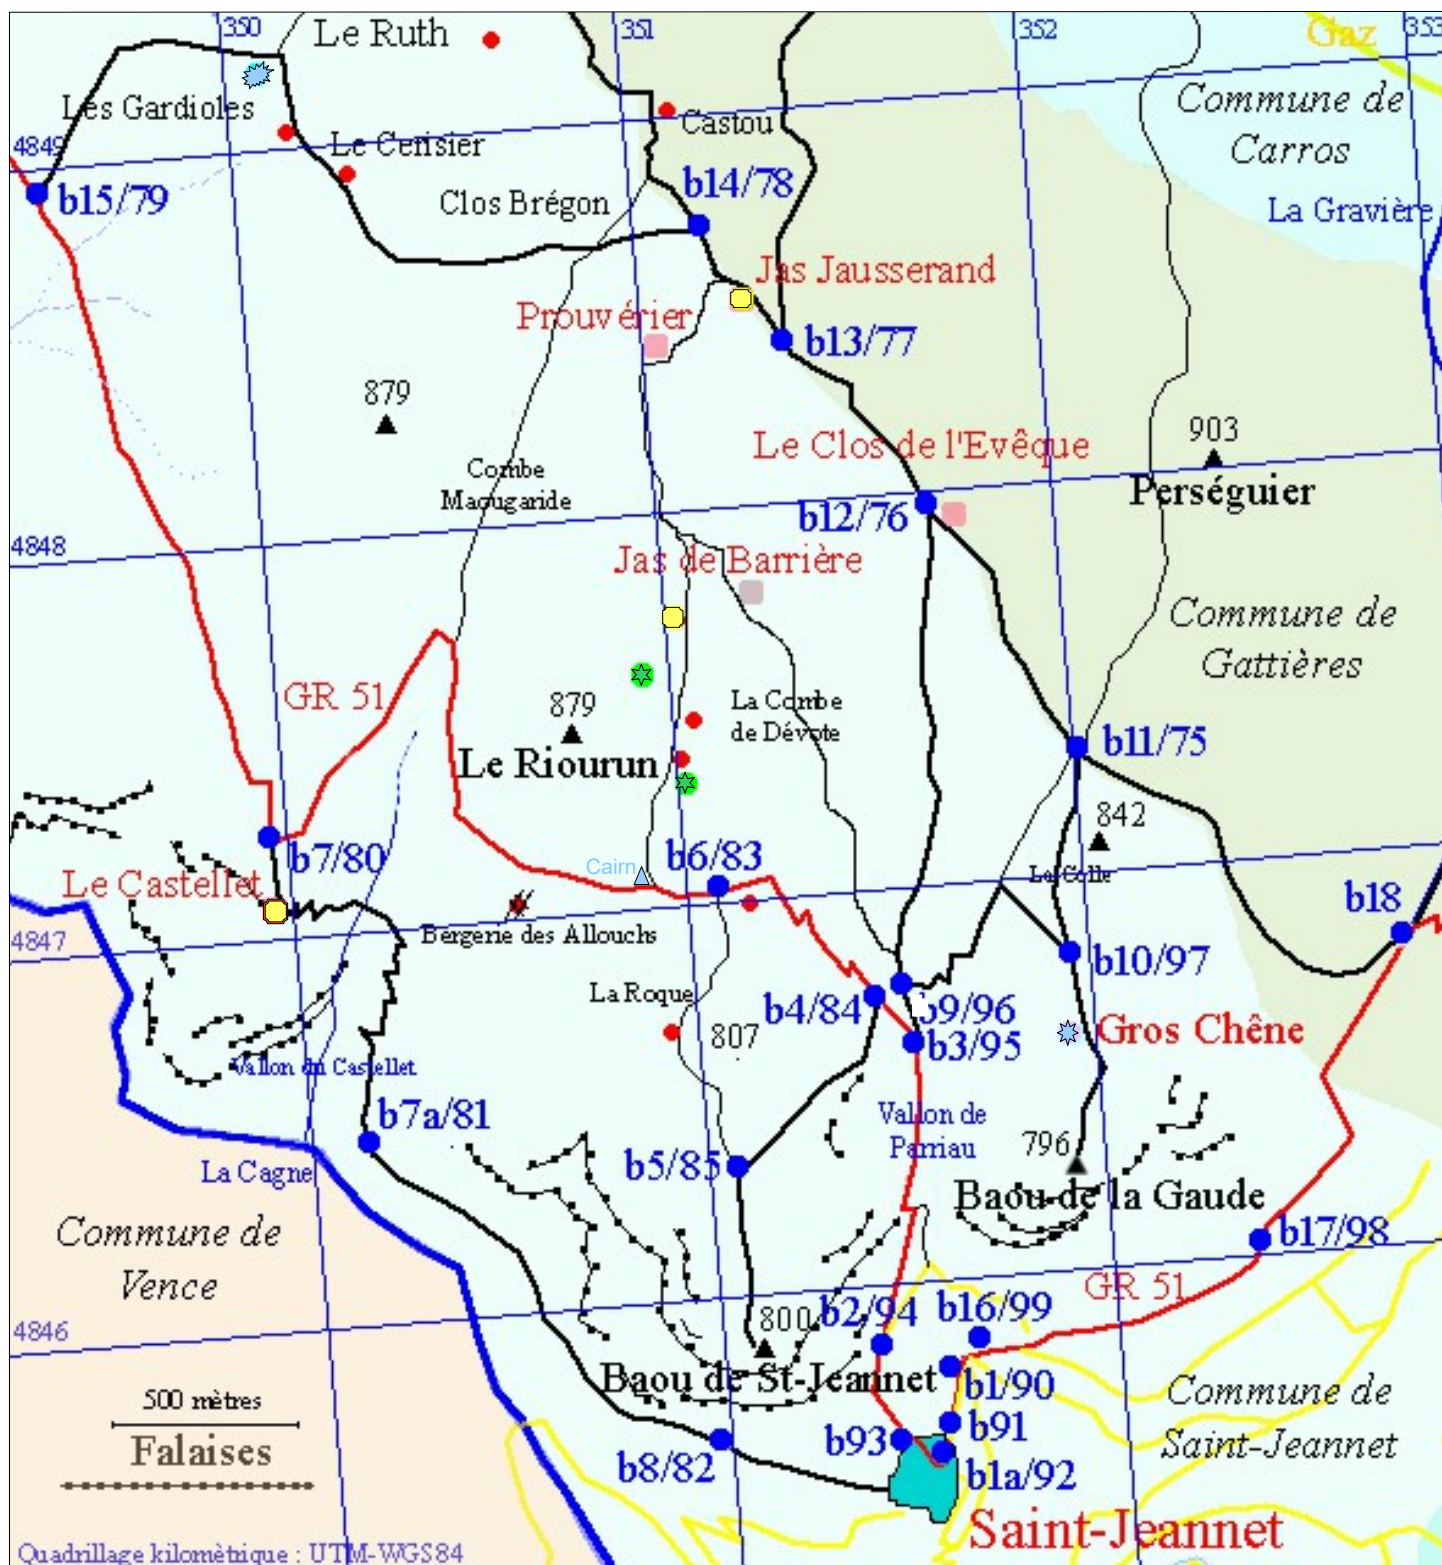 350
Le Ruth
351
352
Gaz
353
Les Gardioles
Castou
Commune de
Carros
4849
Le Cerisier
b15/79
Clos Brégon
b14/78
La Gravière
Jas Jausserand
Prouvérier
b13/77
879
Le Clos de l'Evêque
903
Combe
Maougaride
Perséguier
b12/76
4848
Jas de Barrière
Commune de
Gattières
GR 51
879
La Combe
de Dévote
Le Riourun
b11/75
842
b7/80
Cairn
b6/83
La Colle
Le Castellet
b18
4847
Bergerie des Allouchs
b10/97
La Roque
b4/84
b9/96
807
Gros Chêne
b3/95
Vallon du Castellet
b7a/81
Vallon de
Parriau
796
La Cagne
b5/85
Baou de la Gaude
Commune de
Vence
b17/98
GR 51
4846
800
b2/94
b16/99
Baou de St-Jeannet
b1/90
500 mètres
Commune de
Saint-Jeannet
Falaises
b93
b91
b8/82
b1a/92
Saint-Jeannet
Quadrillage kilomètrique : UTM-WGS84